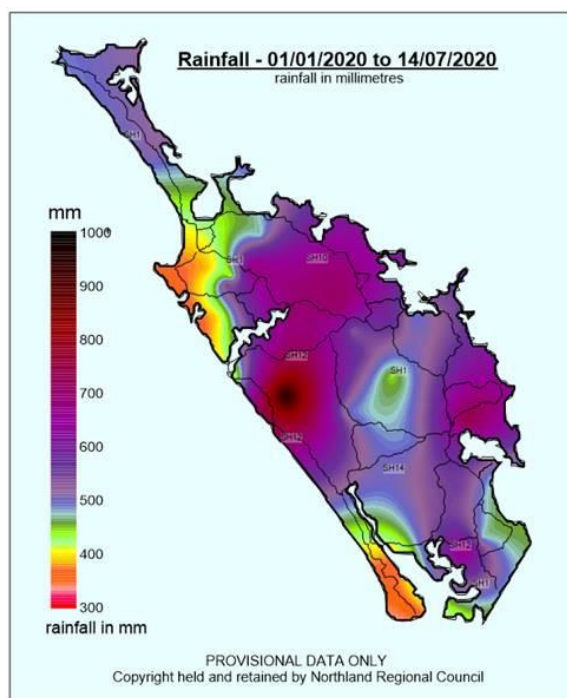 Rainfall - 01/01/2020 to 14/07/2020
rainfall in millimetres
SH1
mm
1000
900
800
700
600
500
400
300
rainfall in mm
SH1
SH10
SH12
SH1
SH12
SH14
SH12
SH1
PROVISIONAL DATA ONLY
Copyright held and retained by Northland Regional Council